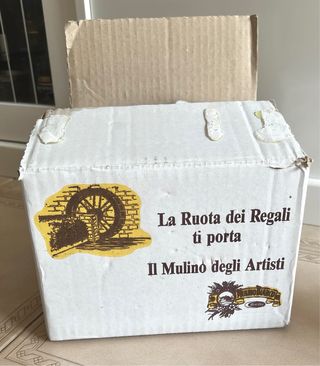 La Ruota dei Regali
ti porta
Il Mulino degli Artisti